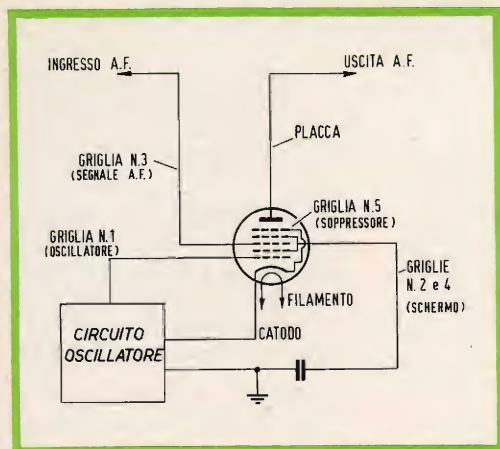 INGRESSO A.F.
USCITA A.F.
PLACCA
GRIGLIA N.3
(SEGNALE A.F.)
GRIGLIA N.5
(SOPPRESSORE)
GRIGLIA N.1
(OSCILLATORE)
GRIGLIE
N. 2 e 4
(SCHERMO)
FILAMENTO
CATODO
CIRCUITO
OSCILLATORE